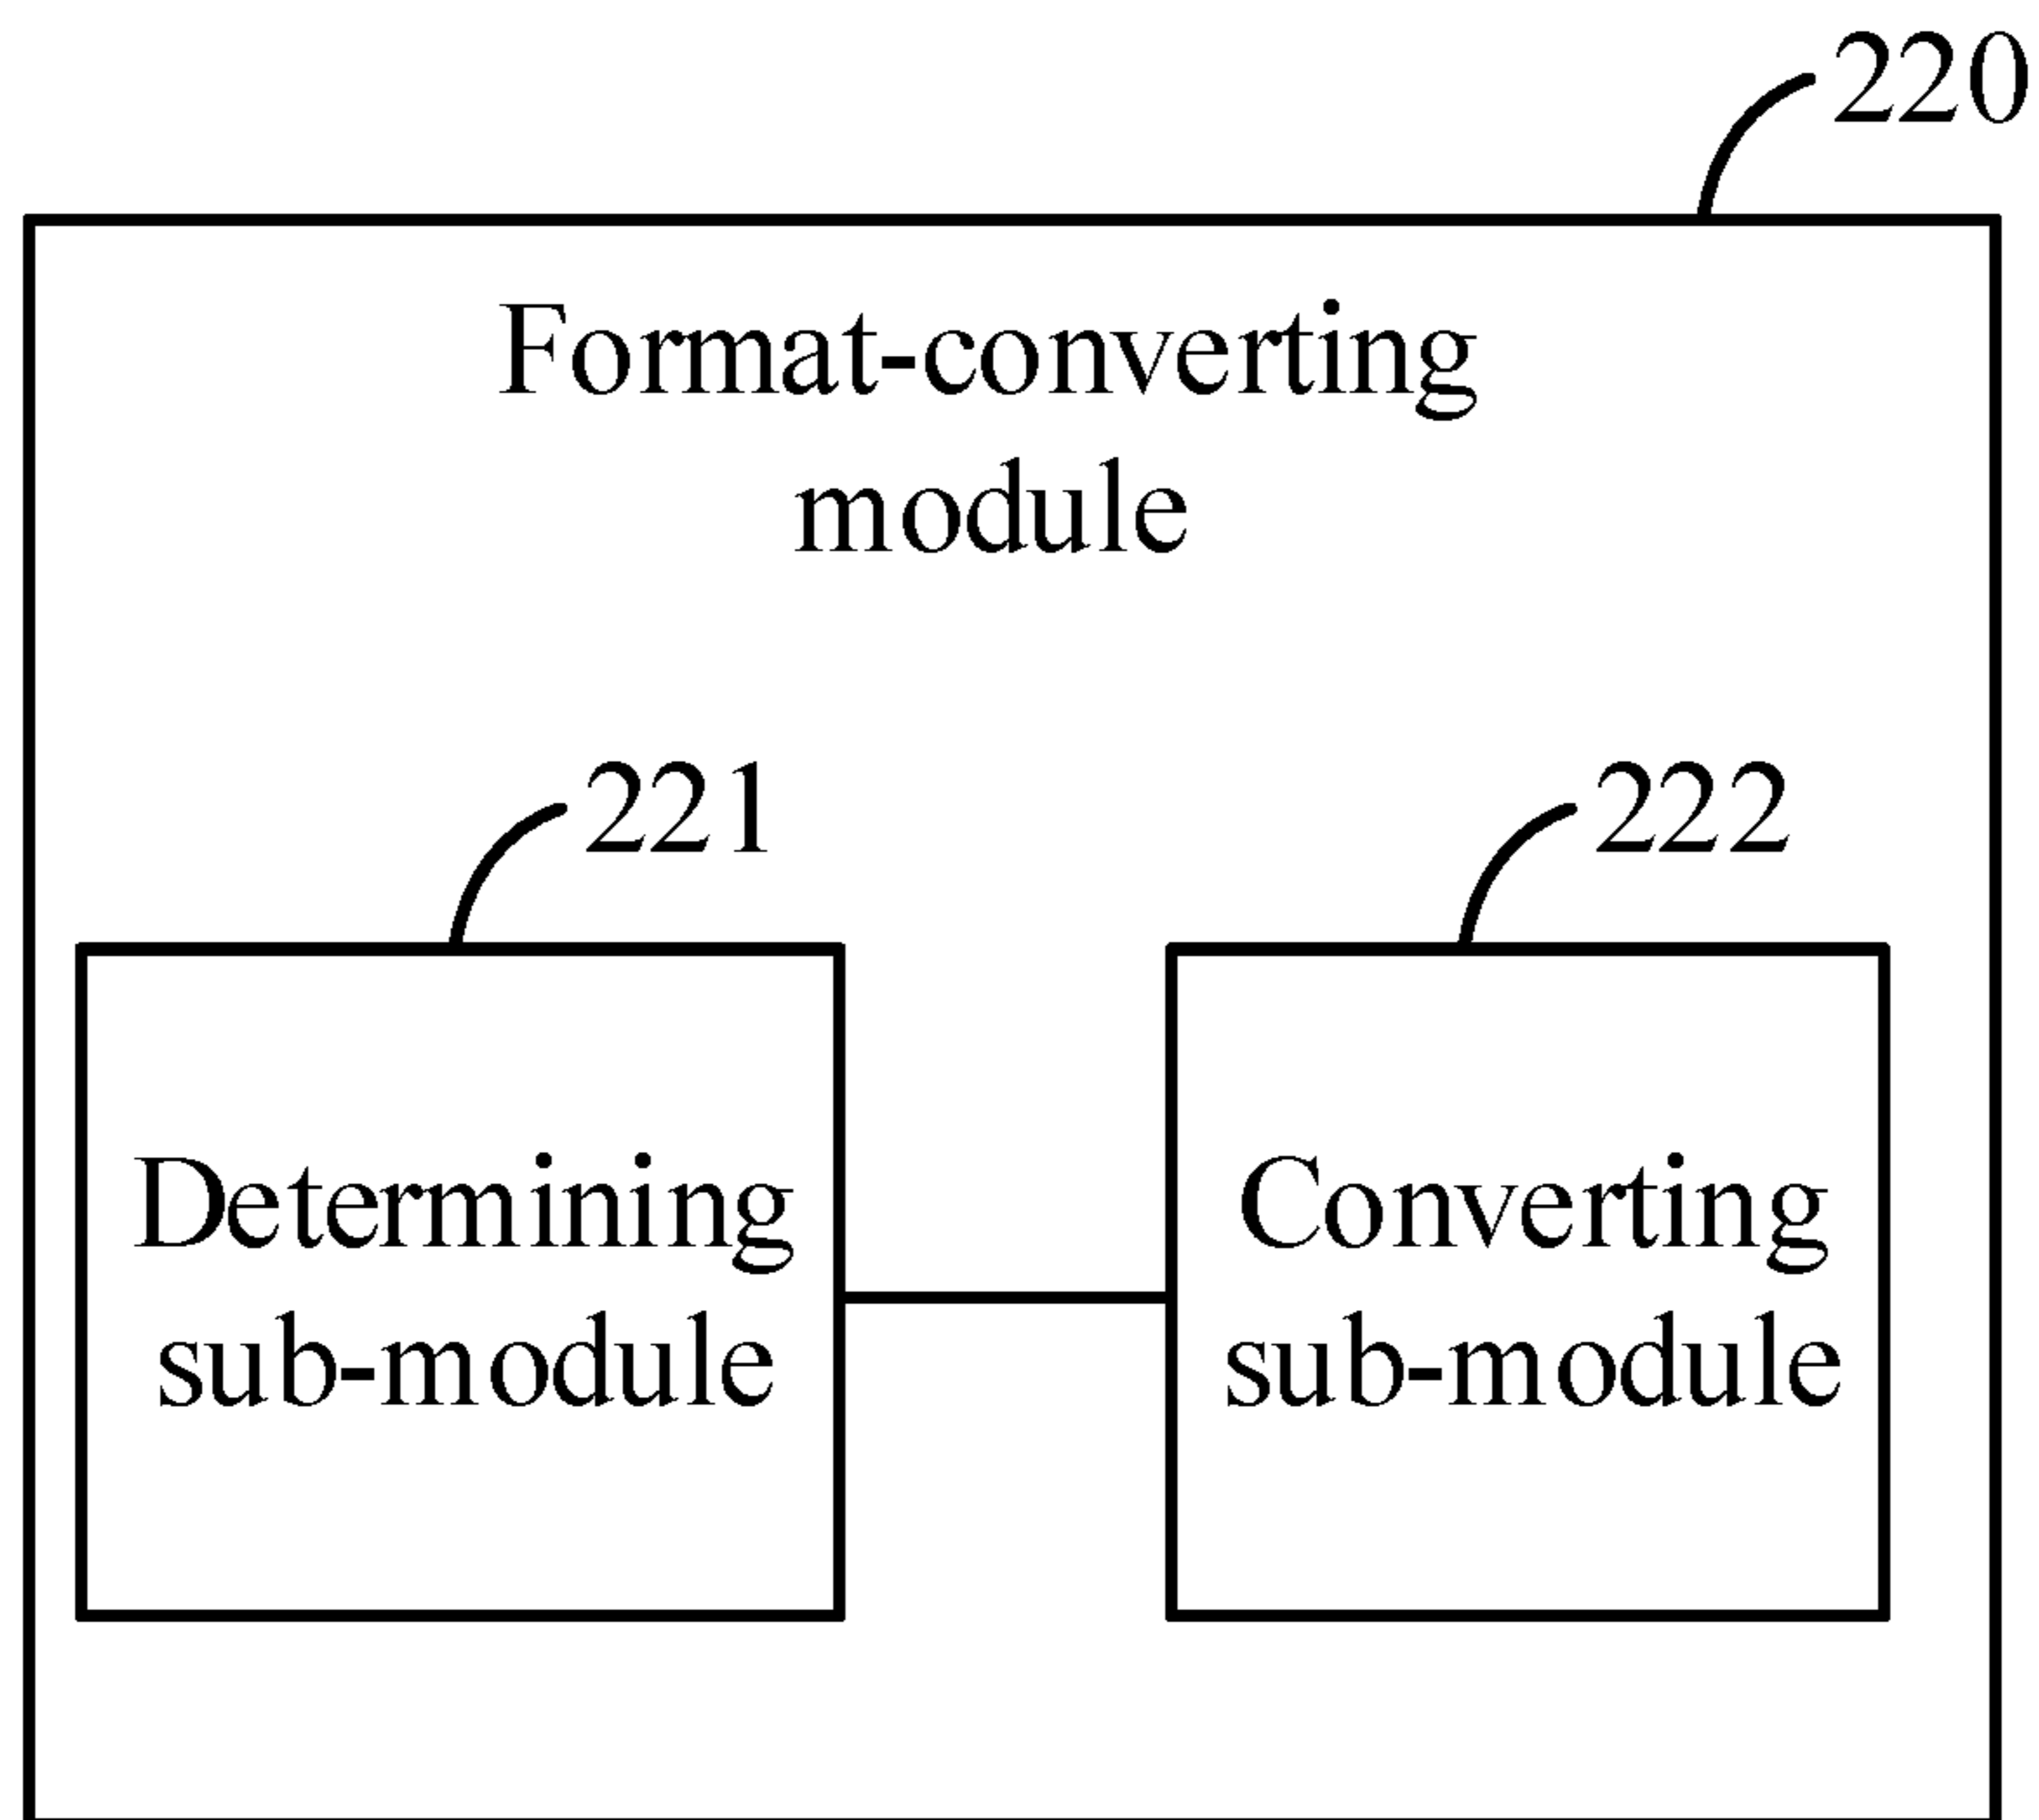 220
Format-converting
module
221
222
Determining
sub-module
Converting
sub-module